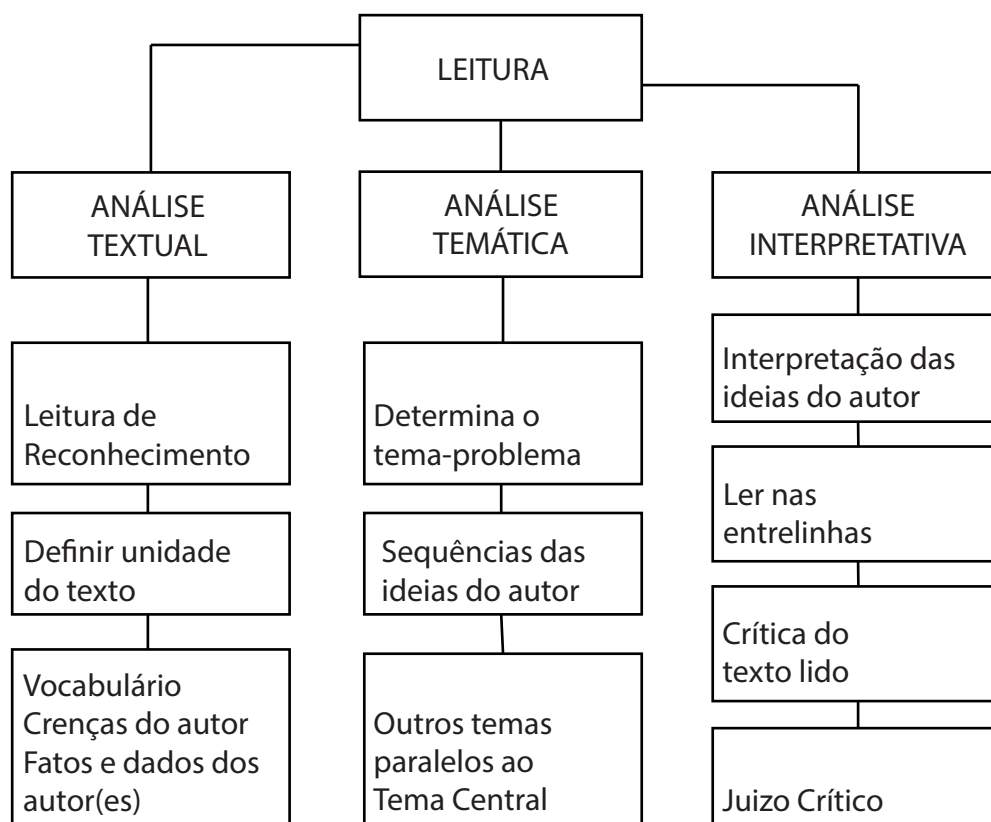 LEITURA
ANÁLISE
TEXTUAL
Leitura de
Reconhecimento
Definir unidade
do texto
Vocabulário
Crenças do autor
Fatos e dados dos
autor(es)
ANÁLISE
TEMÁTICA
Determina o
tema-problema
Sequências das
ideias do autor
Outros temas
paralelos ao
Tema Central
ANÁLISE
INTERPRETATIVA
Interpretação das
ideias do autor
Ler nas
entrelinhas
Crítica do
texto lido
Juizo Crítico